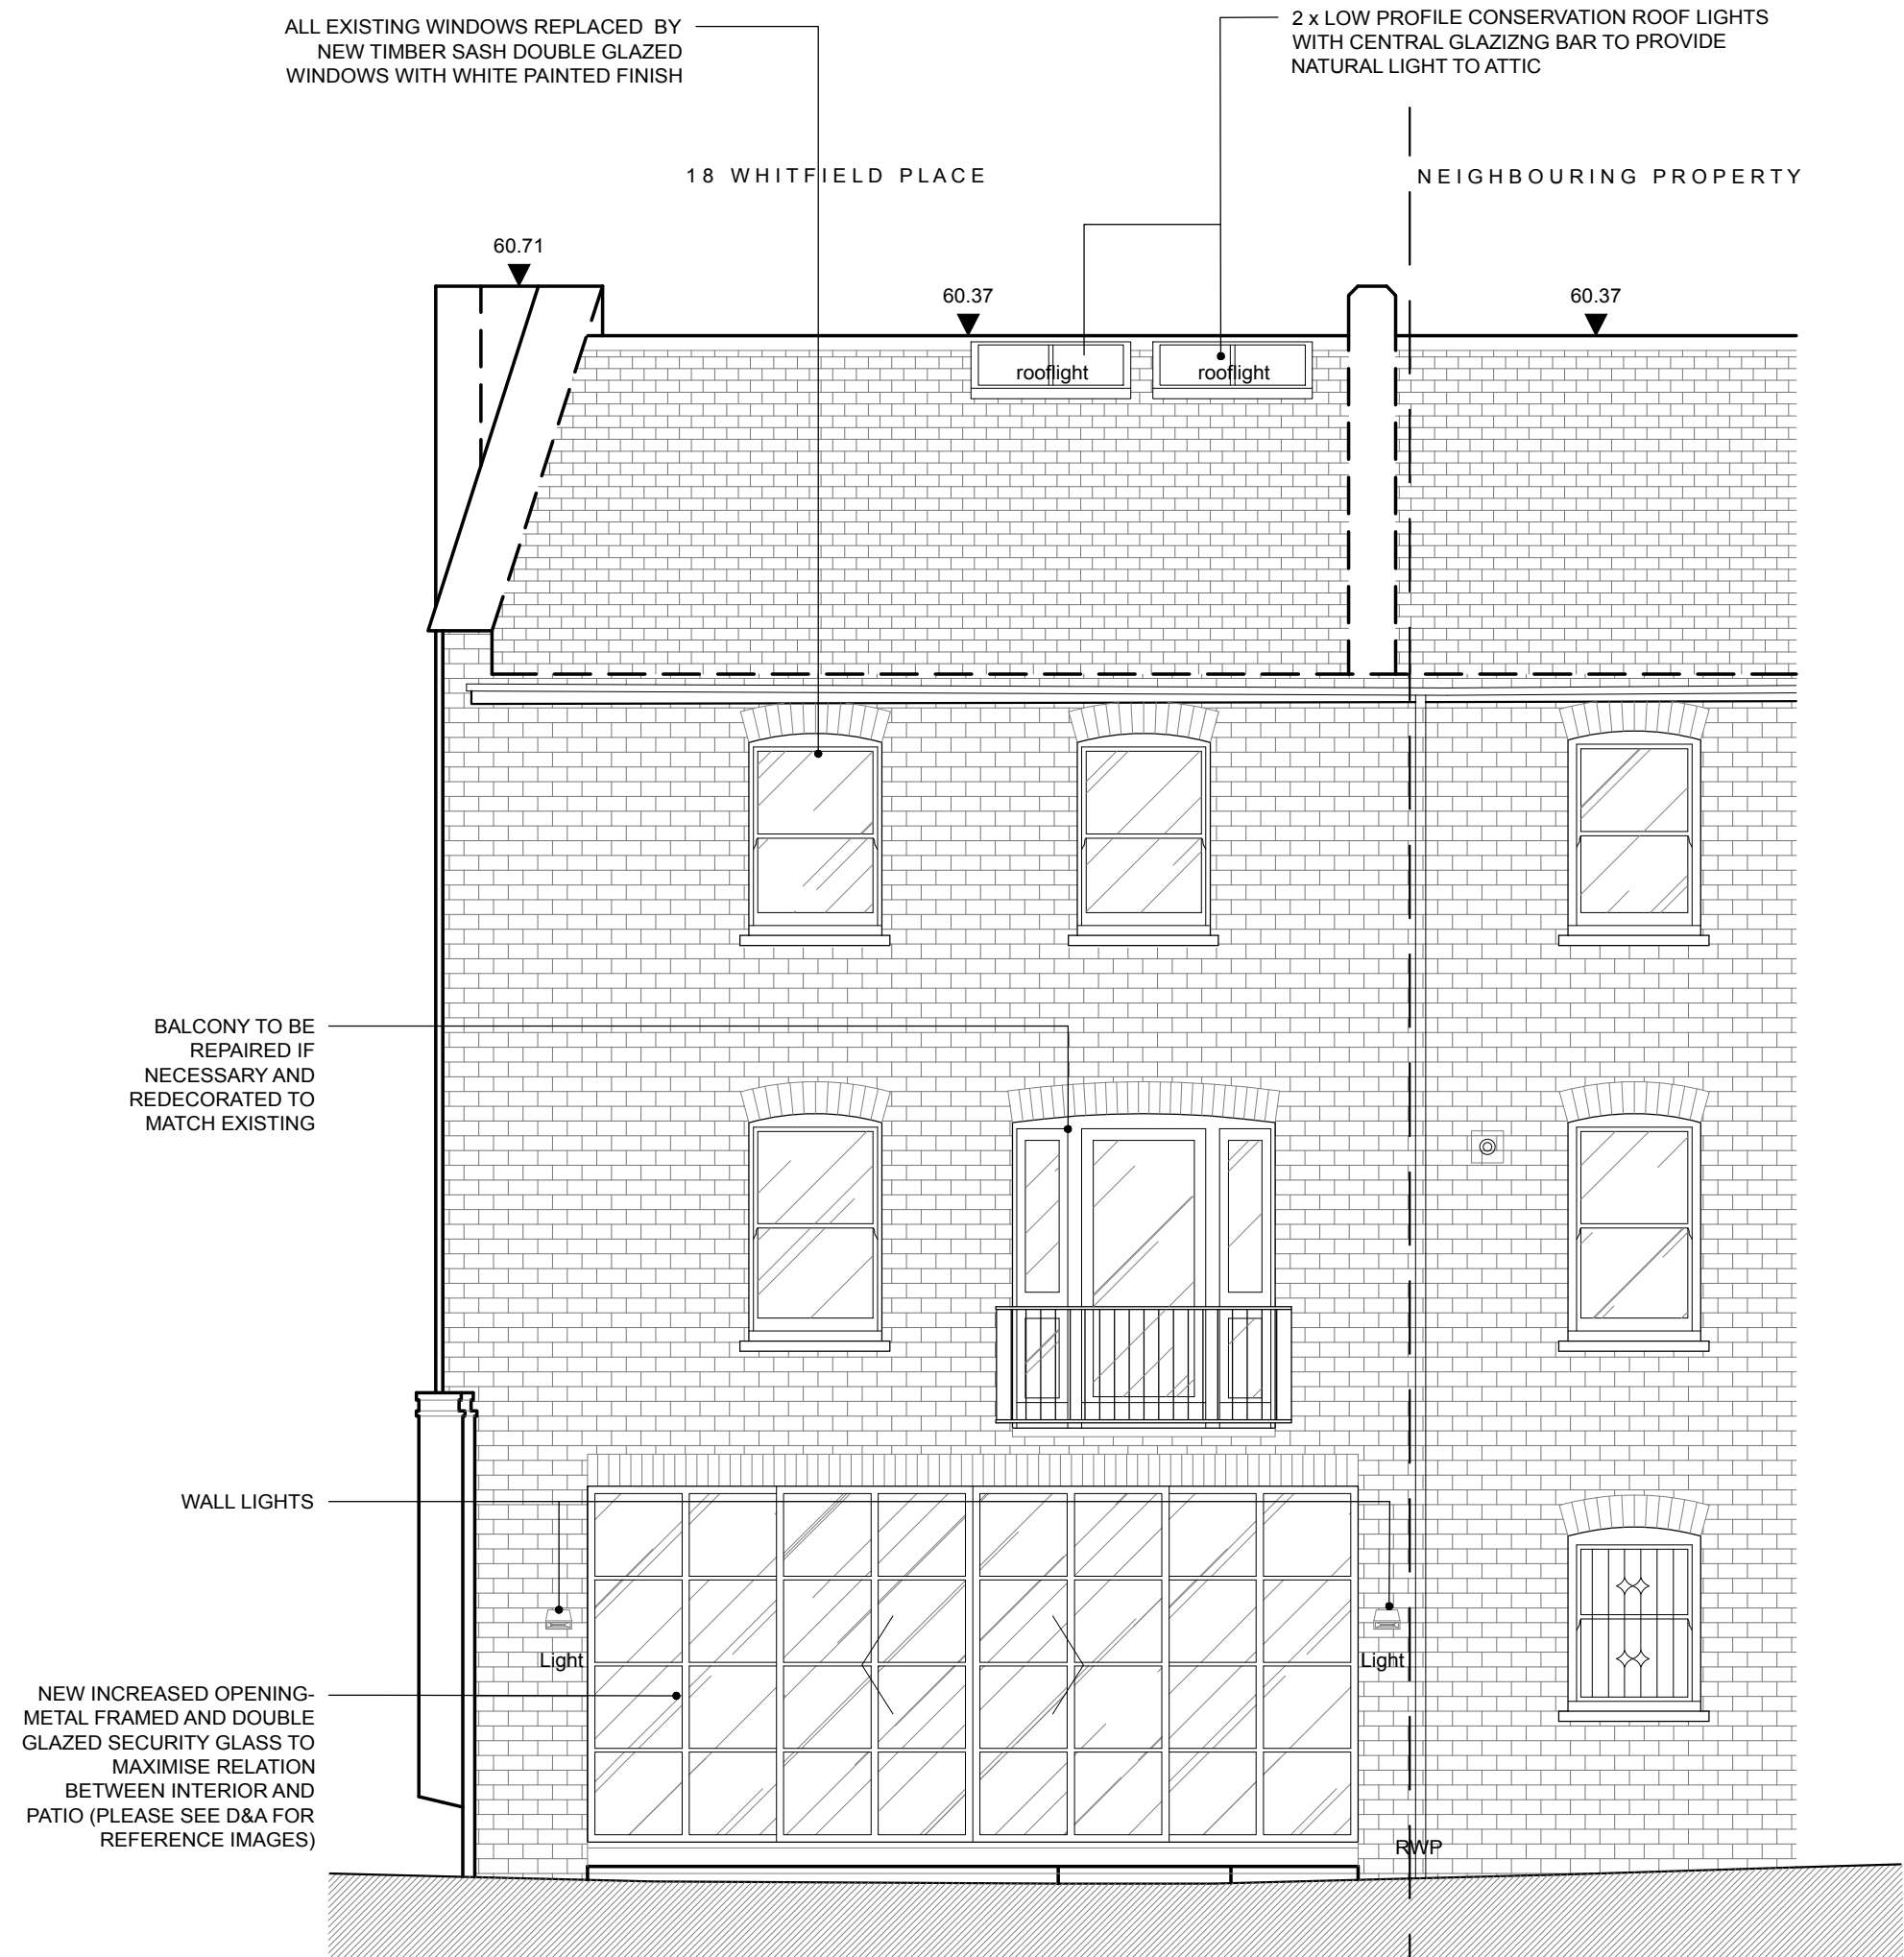 ALL EXISTING WINDOWS REPLACED BY
NEW TIMBER SASH DOUBLE GLAZED
WINDOWS WITH WHITE PAINTED FINISH
2 x LOW PROFILE CONSERVATION ROOF LIGHTS
WITH CENTRAL GLAZIZNG BAR TO PROVIDE
NATURAL LIGHT TO ATTIC
18 WHITFIELD PLACE
NEIGHBOURING PROPERTY
60.71
60.37
60.37
rooflight
rooflight
BALCONY TO BE
REPAIRED IF
NECESSARY AND
REDECORATED TO
MATCH EXISTING
WALL LIGHTS
Light
Light
NEW INCREASED OPENING-
METAL FRAMED AND DOUBLE
GLAZED SECURITY GLASS TO
MAXIMISE RELATION
BETWEEN INTERIOR AND
PATIO (PLEASE SEE D&A FOR
REFERENCE IMAGES)
RWP